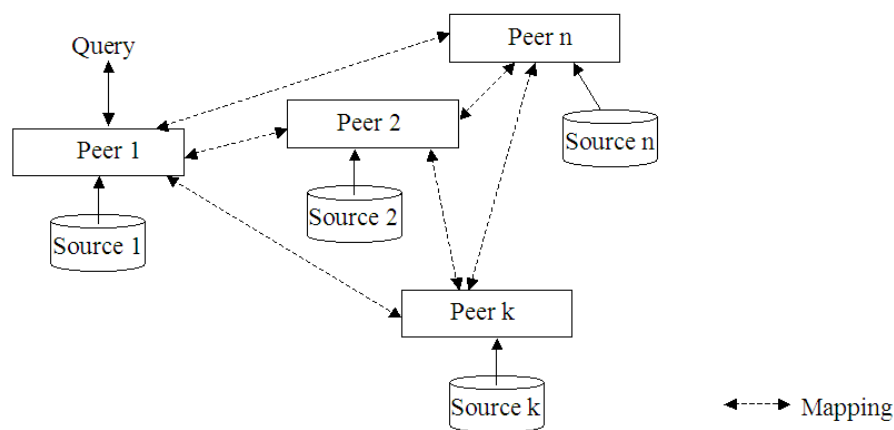 Peer n
Query
Peer 2
Source n
Peer 1
Source 2
Source 1
Peer k
Source k
Mapping